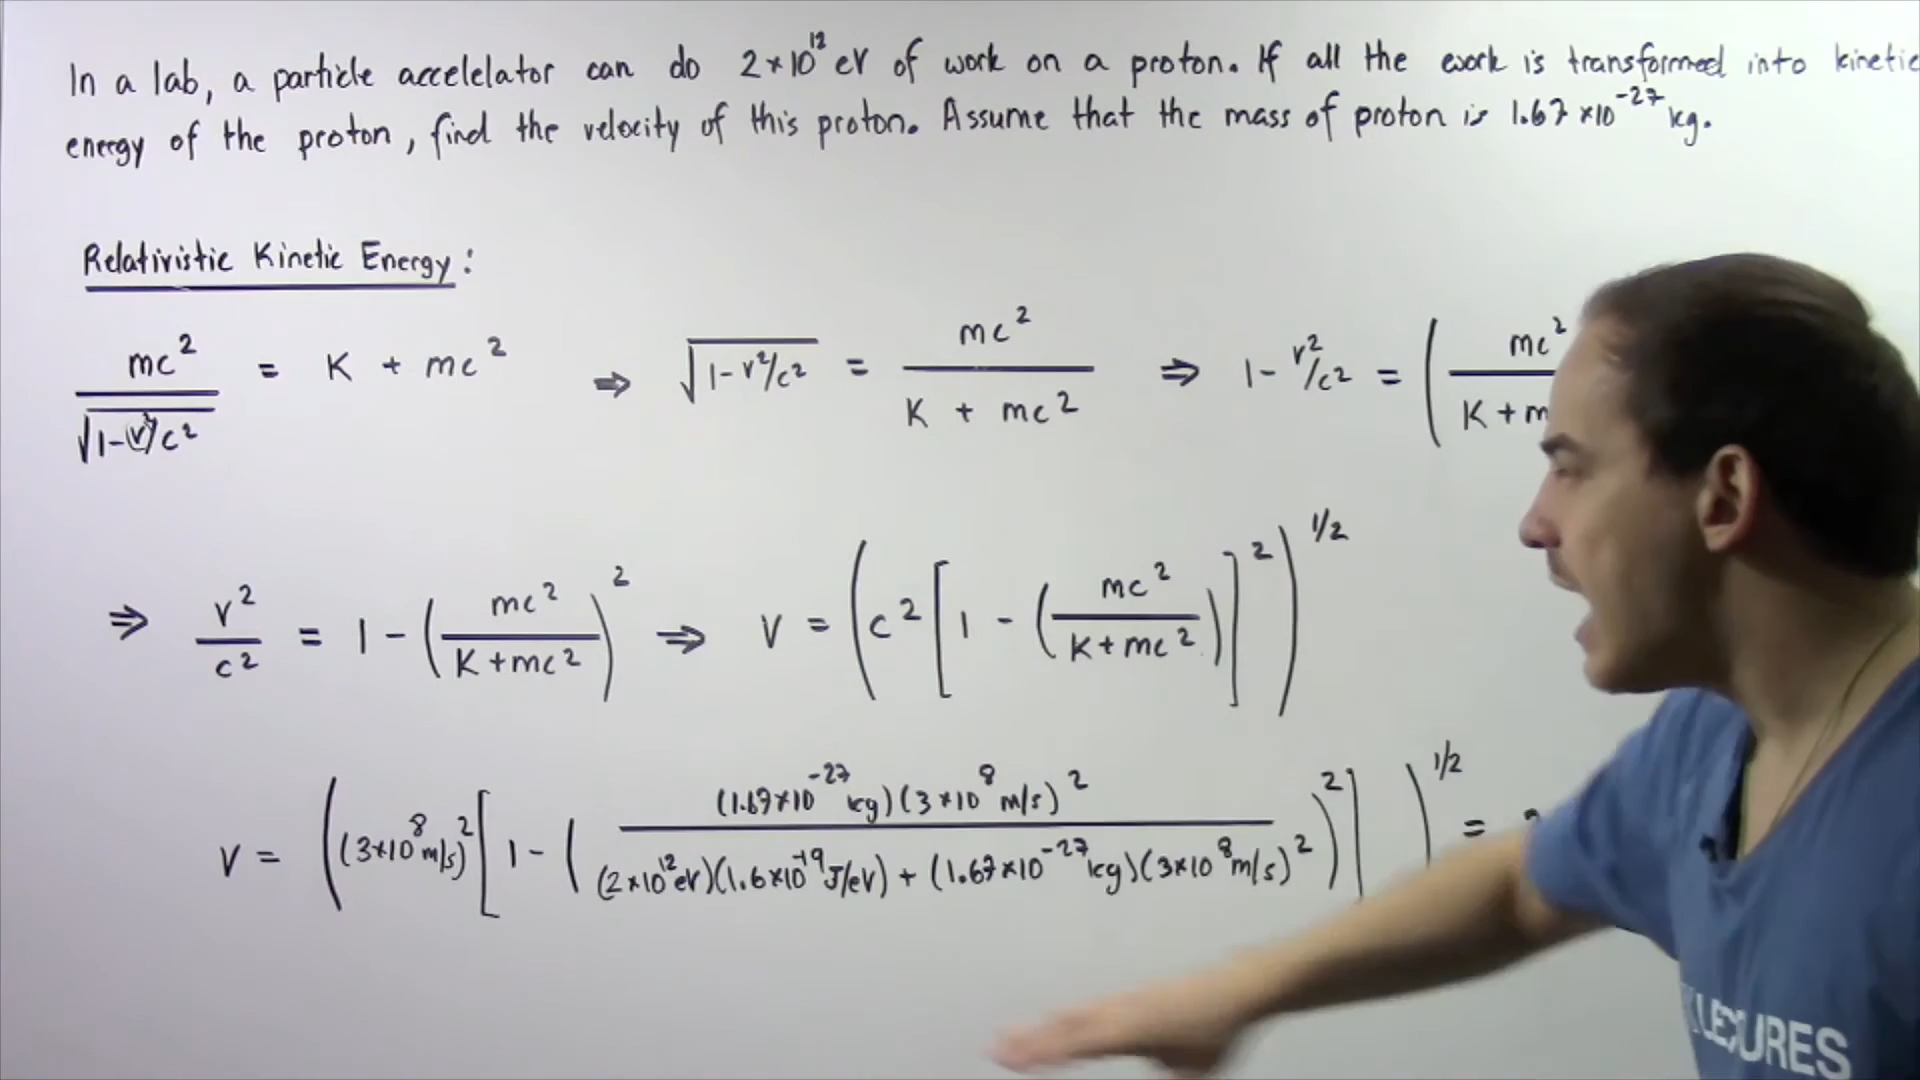 In a lab, a particle accelelator can do 2×10^12 eV of work on a proton. If all the work is transformed into kinetic
energy of the proton, find the velocity of this proton. Assume that the mass of proton is 1.67 ×10^-27 kg.
Relativistic Kinetic Energy:
mc^2 / √(1-v^2/c^2) = K + mc^2 ⇒ √(1-v^2/c^2) = mc^2 / (K + mc^2) ⇒ 1 - v^2/c^2 = (mc^2 / K + m
⇒ v^2/c^2 = 1 - (mc^2 / (K+mc^2))^2 ⇒ V = (c^2 [1 - (mc^2 / (K+mc^2))]^2)^1/2
V = ((3×10^8 m/s)^2 [1 - ((1.67×10^-27 kg)(3×10^8 m/s)^2 / ((2×10^12 eV)(1.6×10^-19 J/eV) + (1.67×10^-27 kg)(3×10^8 m/s)^2))^2])^1/2 =
LECTURES